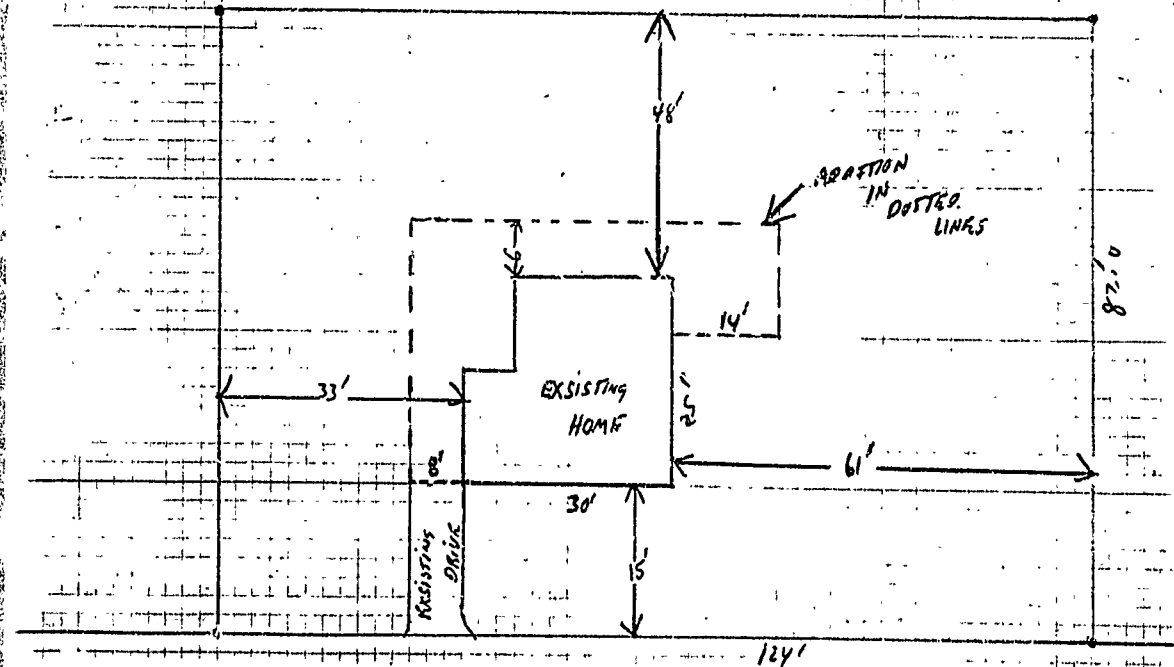 48'
ADDITION
IN
DOTTED
LINES
6'
87.0'
14'
33'
EXSISTING
HOME
25'
8'
61'
30'
EXSISTING
DRIVE
15'
124'